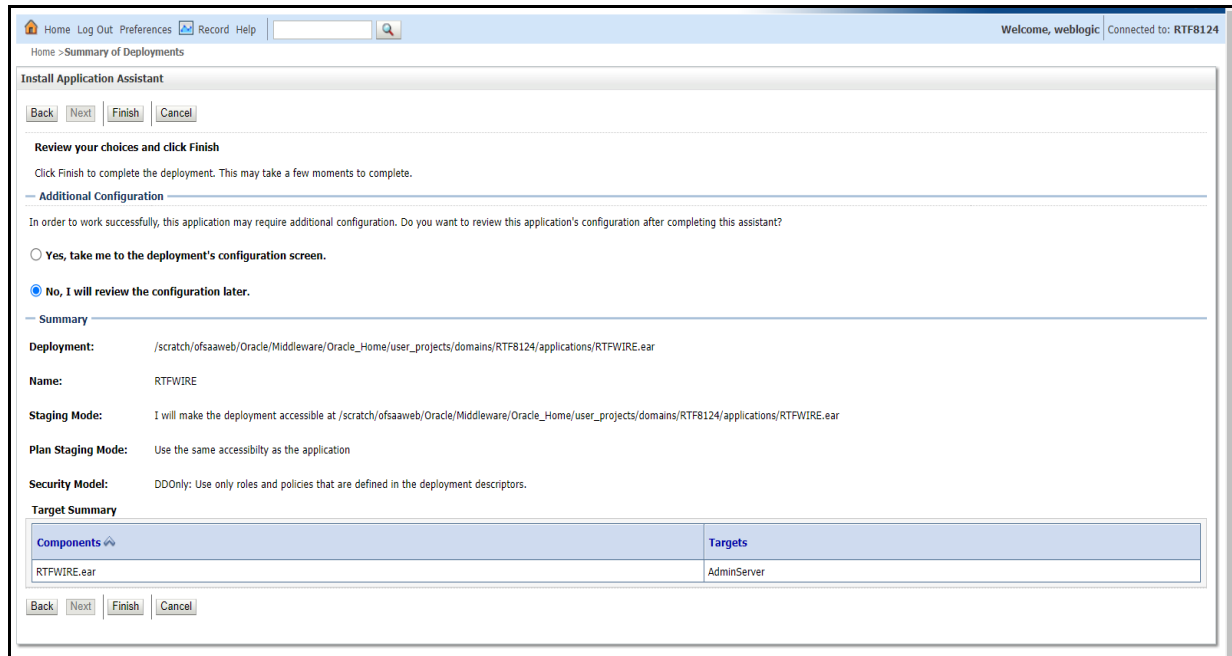 Home Log Out Preferences Record Help
Welcome, weblogic Connected to: RTF8124
Home >Summary of Deployments
Install Application Assistant
Back Next Finish Cancel
Review your choices and click Finish
Click Finish to complete the deployment. This may take a few moments to complete.
Additional Configuration
In order to work successfully, this application may require additional configuration. Do you want to review this application's configuration after completing this assistant?
Yes, take me to the deployment's configuration screen.
No, I will review the configuration later.
Summary
Deployment: /scratch/ofsaaweb/Oracle/Middleware/Oracle_Home/user_projects/domains/RTF8124/applications/RTFWIRE.ear
Name: RTFWIRE
Staging Mode: I will make the deployment accessible at /scratch/ofsaaweb/Oracle/Middleware/Oracle_Home/user_projects/domains/RTF8124/applications/RTFWIRE.ear
Plan Staging Mode: Use the same accessibilty as the application
Security Model: DDOnly: Use only roles and policies that are defined in the deployment descriptors.
Target Summary
Components Targets
RTFWIRE.ear AdminServer
Back Next Finish Cancel